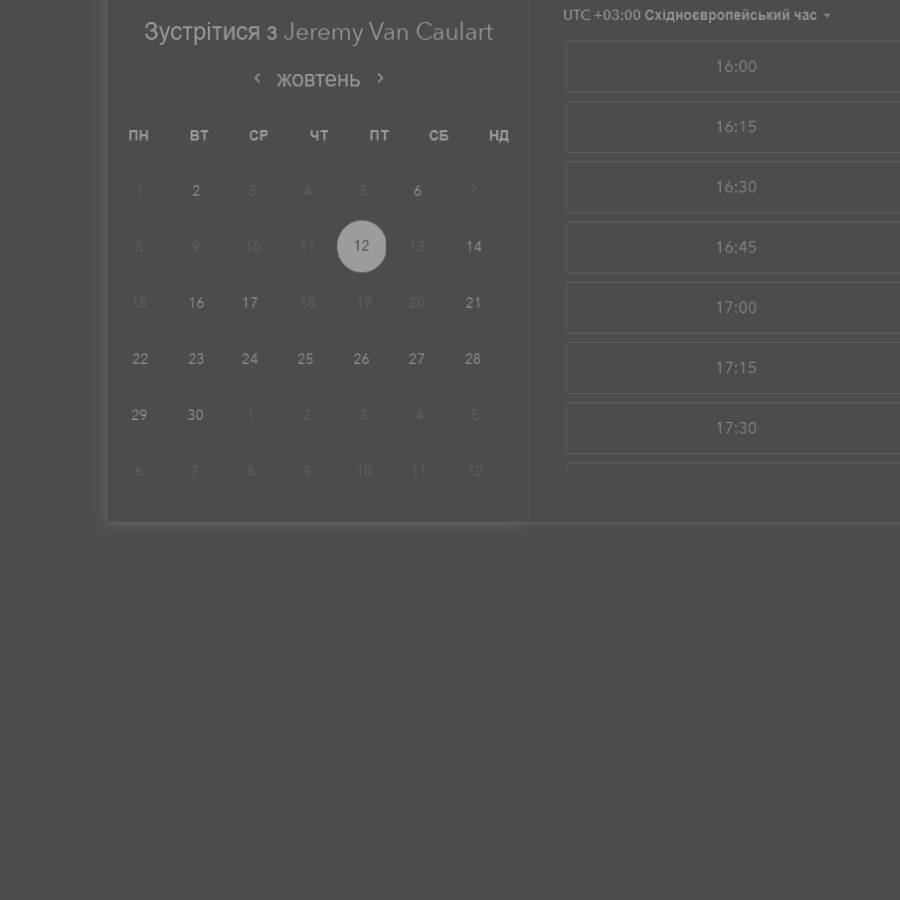 Зустрітися з Jeremy Van Caulart
жовтень
ПН ВТ СР ЧТ ПТ СБ НД
1 2 3 4 5 6 7
8 9 10 11 12 13 14
15 16 17 18 19 20 21
22 23 24 25 26 27 28
29 30 1 2 3 4 5
6 7 8 9 10 11 12
UTC +03:00 Східноєвропейський час
16:00
16:15
16:30
16:45
17:00
17:15
17:30